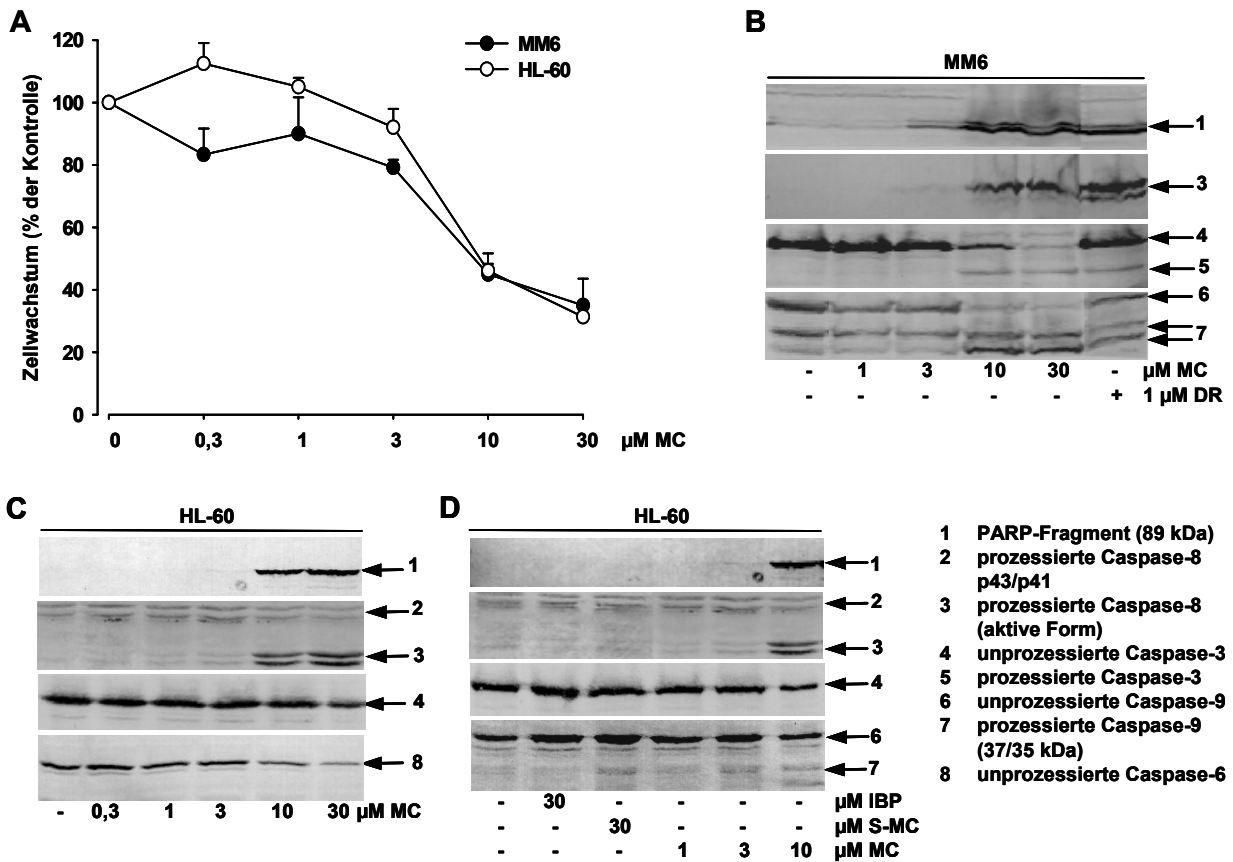 A
120
100
80
60
40
20
0
Zellwachstum (% der Kontrolle)
MM6
HL-60
0 0,3 1 3 10 30 µM MC
B
MM6
1
3
4
5
6
7
- 1 3 10 30 - µM MC
- - - - - + 1 µM DR
C
HL-60
1
2
3
4
8
- 0,3 1 3 10 30 µM MC
D
HL-60
1
2
3
4
6
7
- 30 - - - - µM IBP
- - 30 - - - µM S-MC
- - - 1 3 10 µM MC
1 PARP-Fragment (89 kDa)
2 prozessierte Caspase-8
p43/p41
3 prozessierte Caspase-8
(aktive Form)
4 unprozessierte Caspase-3
5 prozessierte Caspase-3
6 unprozessierte Caspase-9
7 prozessierte Caspase-9
(37/35 kDa)
8 unprozessierte Caspase-6